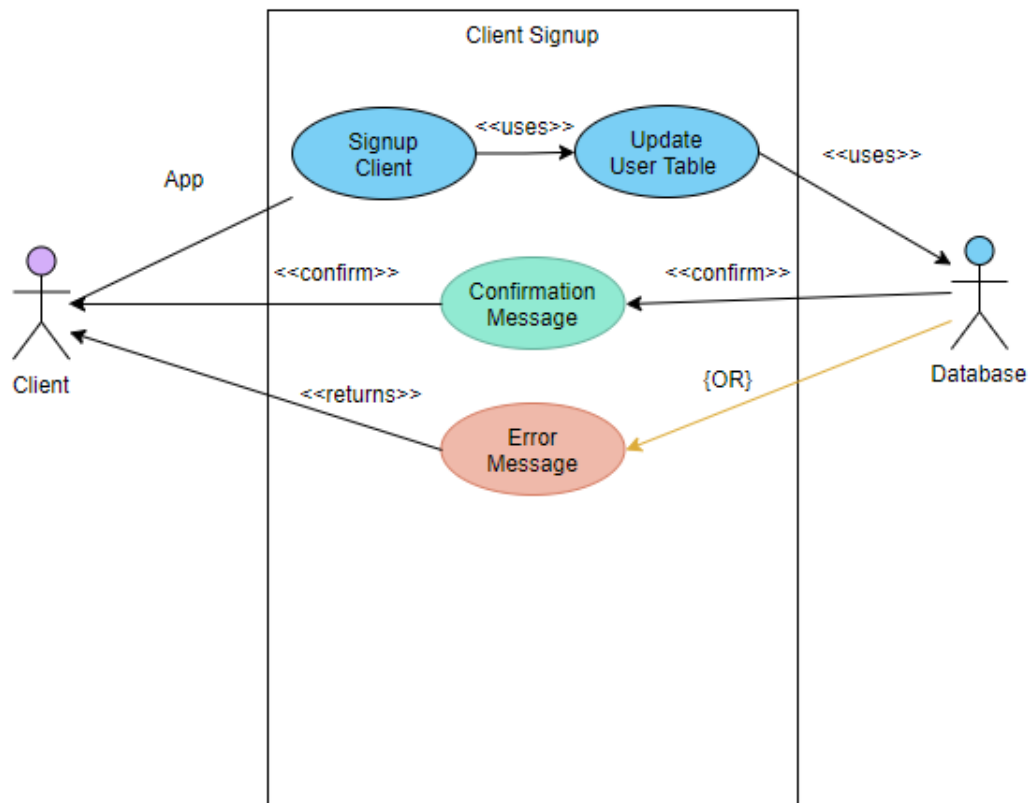 Client Signup
Signup
Client
<<uses>>
Update
User Table
<<uses>>
App
<<confirm>>
Confirmation
Message
<<confirm>>
Client
Database
<<returns>>
{OR}
Error
Message